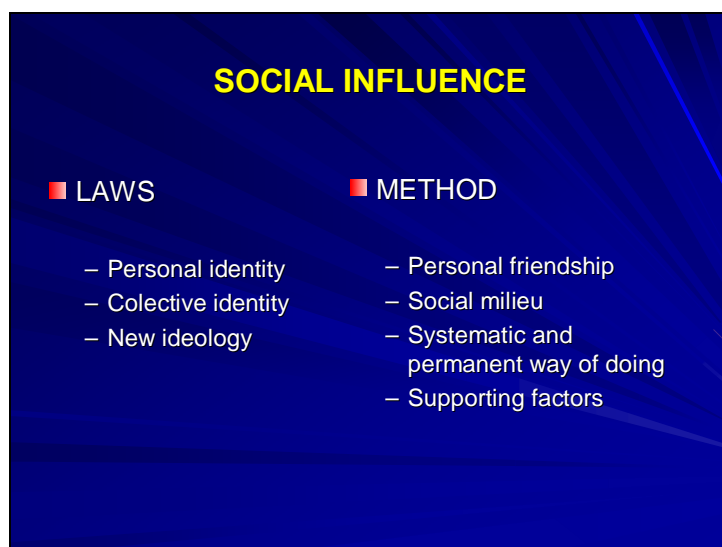 SOCIAL INFLUENCE
LAWS
– Personal identity
– Colective identity
– New ideology
METHOD
– Personal friendship
– Social milieu
– Systematic and
permanent way of doing
– Supporting factors